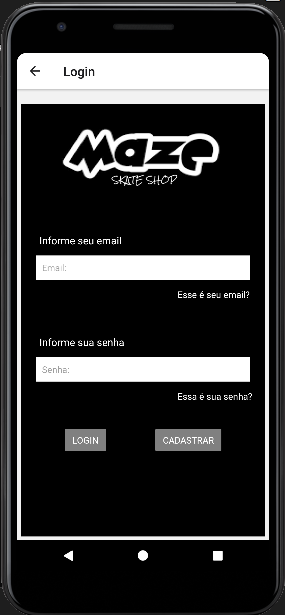 Login
Maze
SKATE SHOP
Informe seu email
Email:
Esse é seu email?
Informe sua senha
Senha:
Essa é sua senha?
LOGIN
CADASTRAR